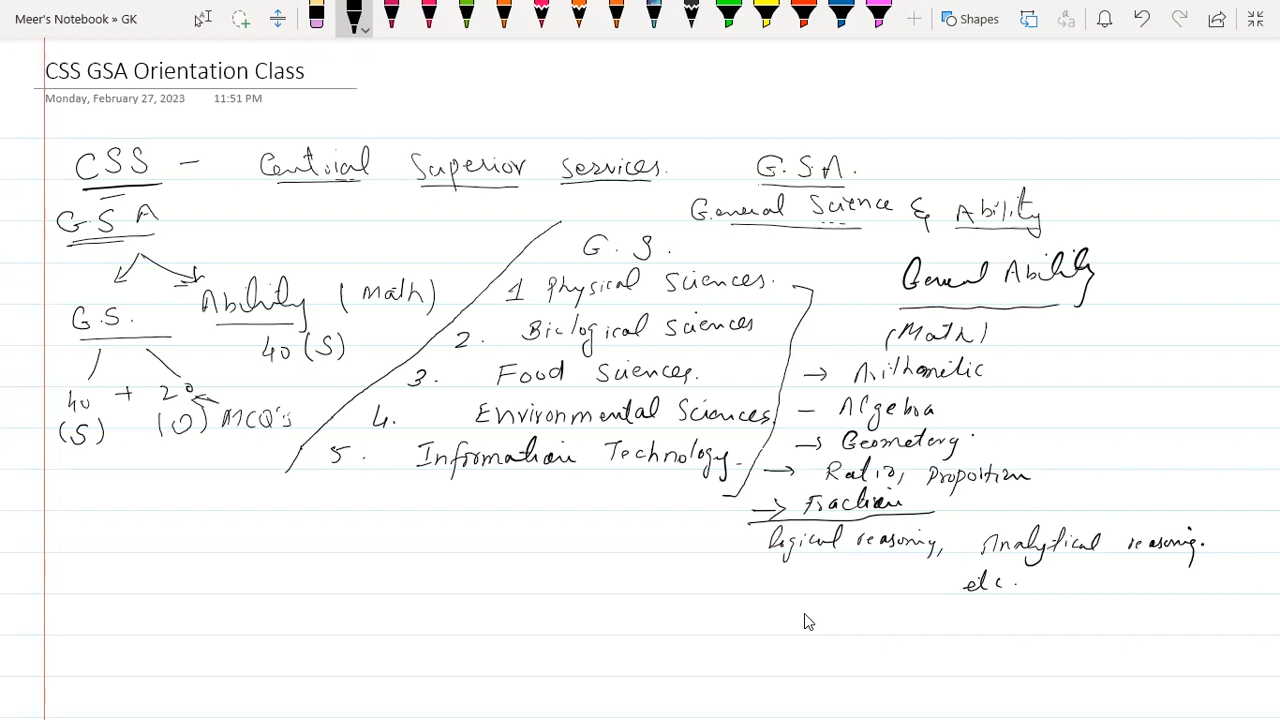 Meer's Notebook » GK
Shapes
CSS GSA Orientation Class
Monday, February 27, 2023 11:51 PM
CSS - Central Superior Services.
G.S.A
G.S. Ability (Math)
40 (S)
40 + 20
(S) (O) MCQ's
G.S.A.
General Science & Ability
G. S.
1 Physical Sciences.
2. Biological Sciences
3. Food Sciences.
4. Environmental Sciences
5. Information Technology.
General Ability
(Math)
→ Arithmetic
- Algebra
→ Geometery.
→ Ratio, Proportion
→ Fraction
logical reasoning, Analytical reasoning.
etc.